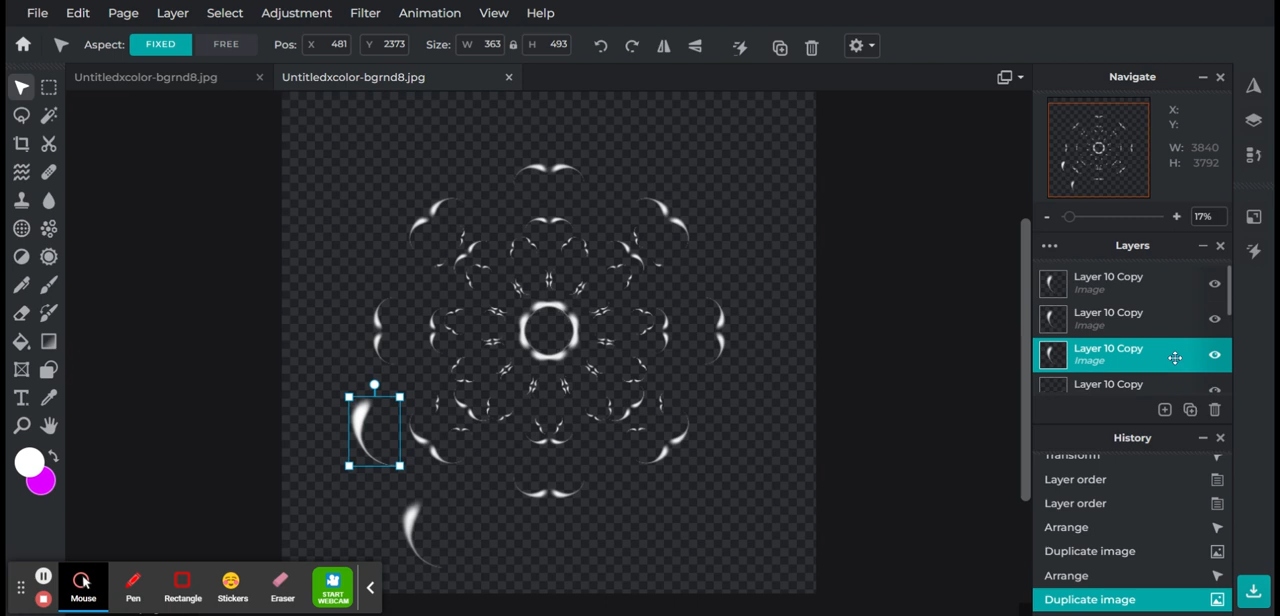 File Edit Page Layer Select Adjustment Filter Animation View Help
Aspect: FIXED FREE Pos: X 481 Y 2373 Size: W 363 H 493
Untitledxcolor-bgrnd8.jpg Untitledxcolor-bgrnd8.jpg
Navigate
X:
Y:
W: 3840
H: 3792
17%
Layers
Layer 10 Copy
Image
Layer 10 Copy
Image
Layer 10 Copy
Image
Layer 10 Copy
History
Transform
Layer order
Layer order
Arrange
Duplicate image
Arrange
Duplicate image
Mouse Pen Rectangle Stickers Eraser START
WEBCAM